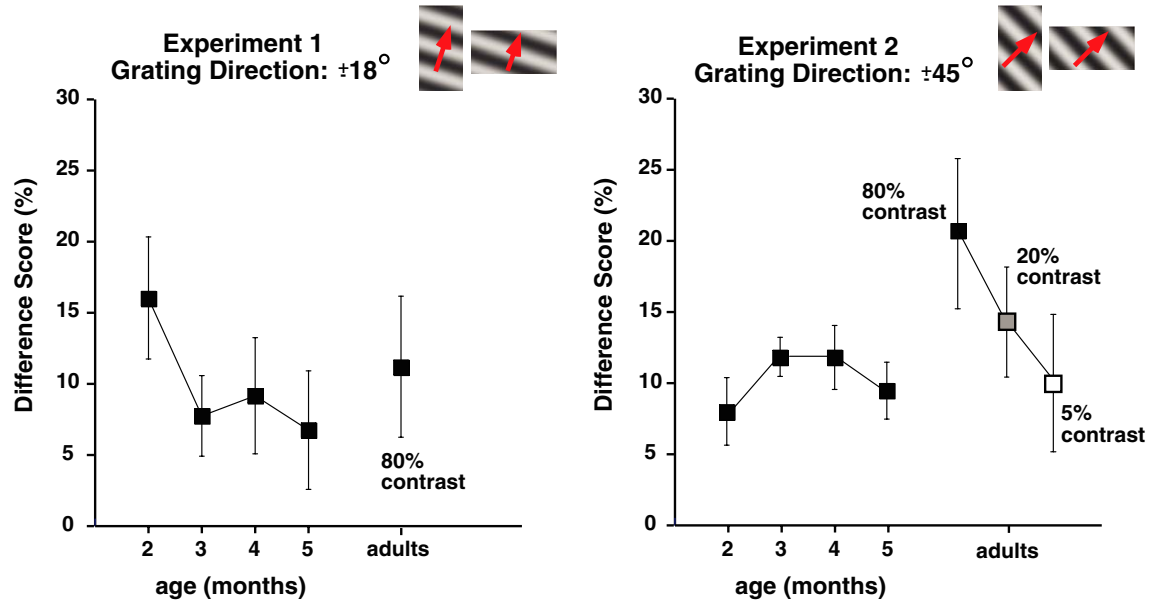 Experiment 1
Grating Direction: ±18°
30
25
20
15
10
5
0
Difference Score (%)
80%
contrast
2 3 4 5 adults
age (months)
Experiment 2
Grating Direction: ±45°
30
25
20
15
10
5
0
Difference Score (%)
80%
contrast
20%
contrast
5%
contrast
2 3 4 5 adults
age (months)